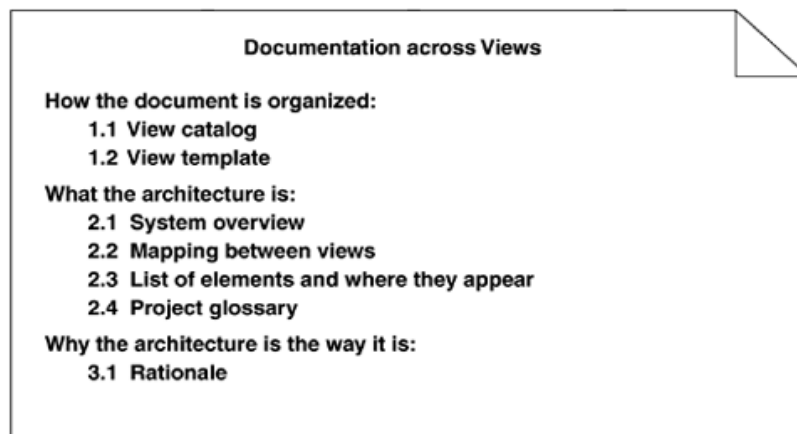 Documentation across Views
How the document is organized:
1.1 View catalog
1.2 View template
What the architecture is:
2.1 System overview
2.2 Mapping between views
2.3 List of elements and where they appear
2.4 Project glossary
Why the architecture is the way it is:
3.1 Rationale